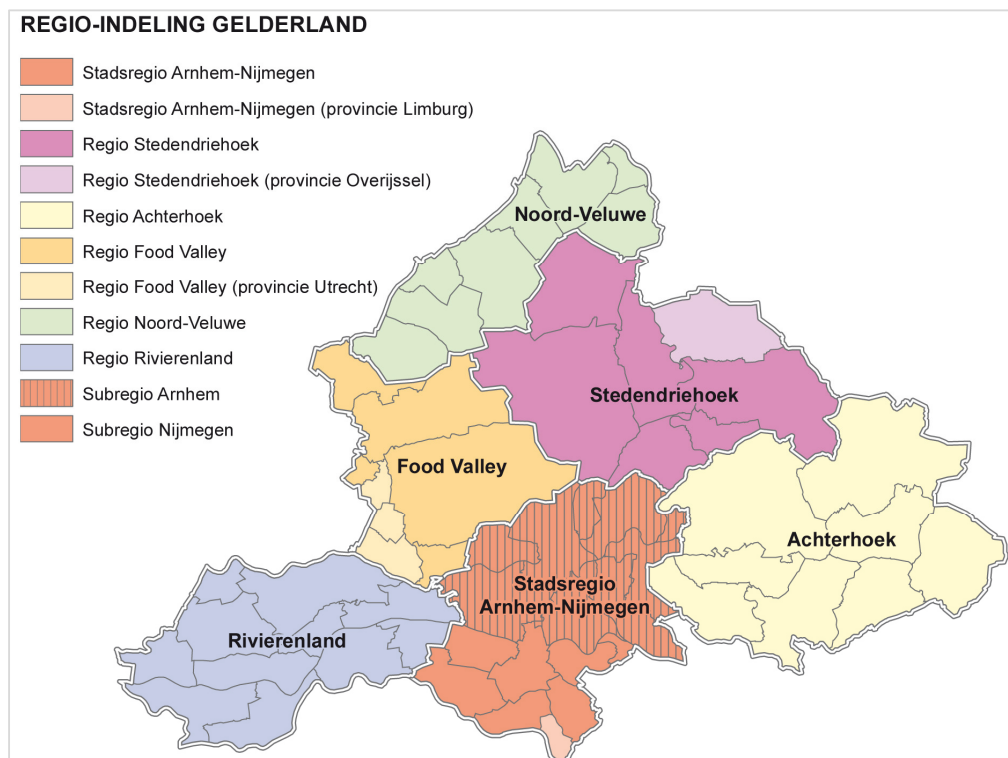 REGIO-INDELING GELDERLAND
Stadsregio Arnhem-Nijmegen
Stadsregio Arnhem-Nijmegen (provincie Limburg)
Regio Stedendriehoek
Regio Stedendriehoek (provincie Overijssel)
Regio Achterhoek
Regio Food Valley
Regio Food Valley (provincie Utrecht)
Regio Noord-Veluwe
Regio Rivierenland
Subregio Arnhem
Subregio Nijmegen
Noord-Veluwe
Stedendriehoek
Food Valley
Achterhoek
Stadsregio
Arnhem-Nijmegen
Rivierenland